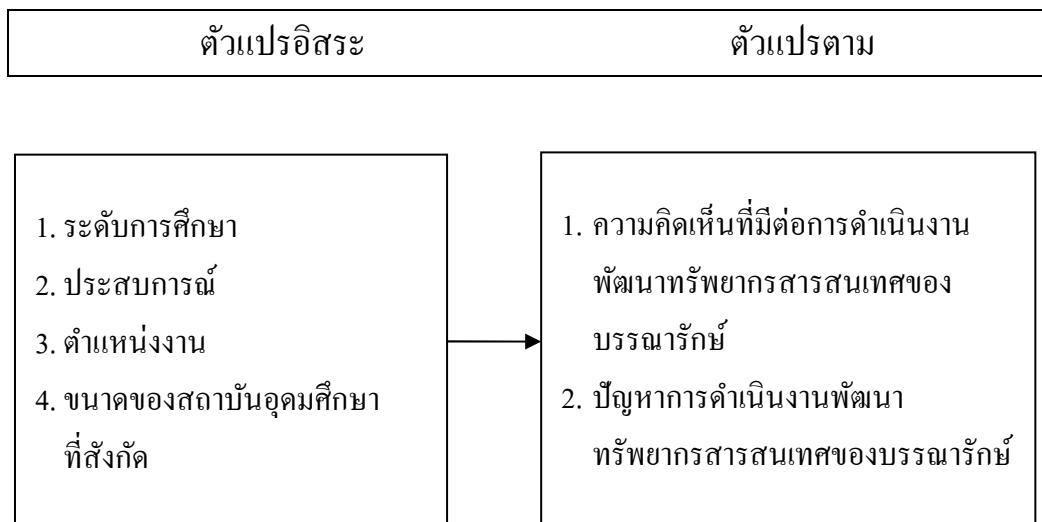 ตัวแปรอิสระ
ตัวแปรตาม
1. ระดับการศึกษา
2. ประสบการณ์
3. ตำแหน่งงาน
4. ขนาดของสถาบันอุดมศึกษา
ที่สังกัด
1. ความคิดเห็นที่มีต่อการดำเนินงาน
พัฒนาทรัพยากรสารสนเทศของ
บรรณารักษ์
2. ปัญหาการดำเนินงานพัฒนา
ทรัพยากรสารสนเทศของบรรณารักษ์